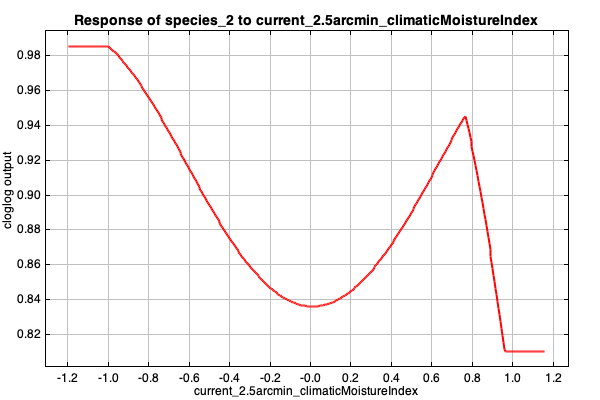 Response of species_2 to current_2.5arcmin_climaticMoistureIndex
cloglog output
0.98
0.96
0.94
0.92
0.90
0.88
0.86
0.84
0.82
-1.2 -1.0 -0.8 -0.6 -0.4 -0.2 -0.0 0.2 0.4 0.6 0.8 1.0 1.2
current_2.5arcmin_climaticMoistureIndex